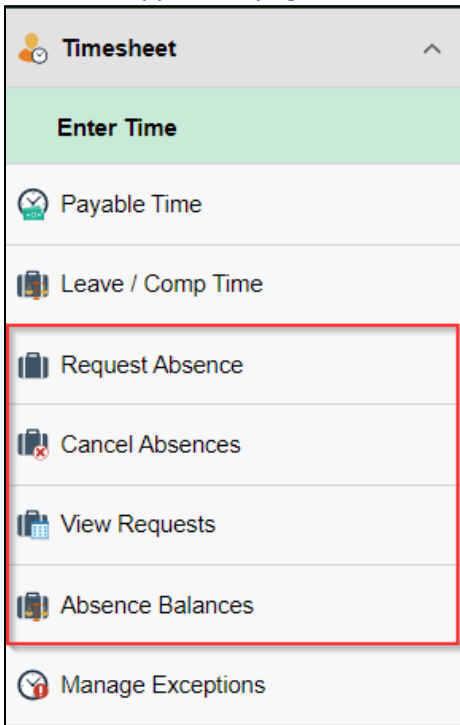 Timesheet
Enter Time
Payable Time
Leave / Comp Time
Request Absence
Cancel Absences
View Requests
Absence Balances
Manage Exceptions